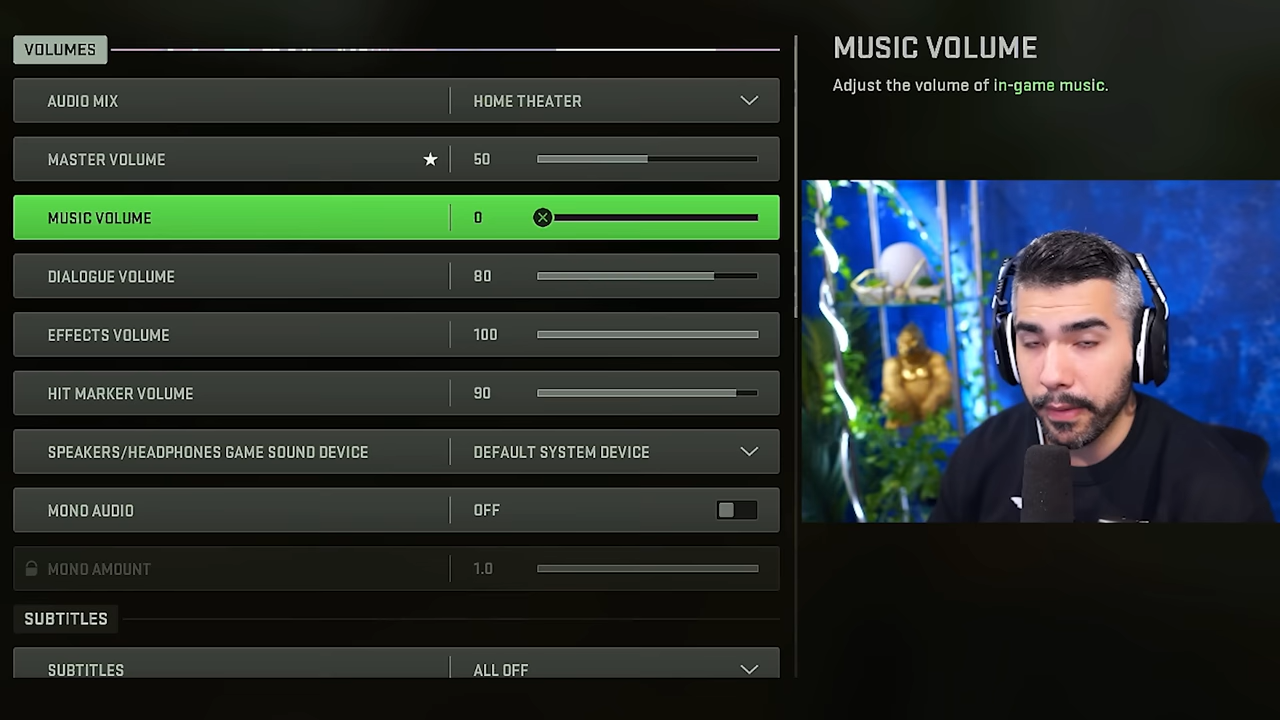 VOLUMES
AUDIO MIX HOME THEATER
MASTER VOLUME 50
MUSIC VOLUME 0
DIALOGUE VOLUME 80
EFFECTS VOLUME 100
HIT MARKER VOLUME 90
SPEAKERS/HEADPHONES GAME SOUND DEVICE DEFAULT SYSTEM DEVICE
MONO AUDIO OFF
MONO AMOUNT 1.0
SUBTITLES
SUBTITLES ALL OFF
MUSIC VOLUME
Adjust the volume of in-game music.